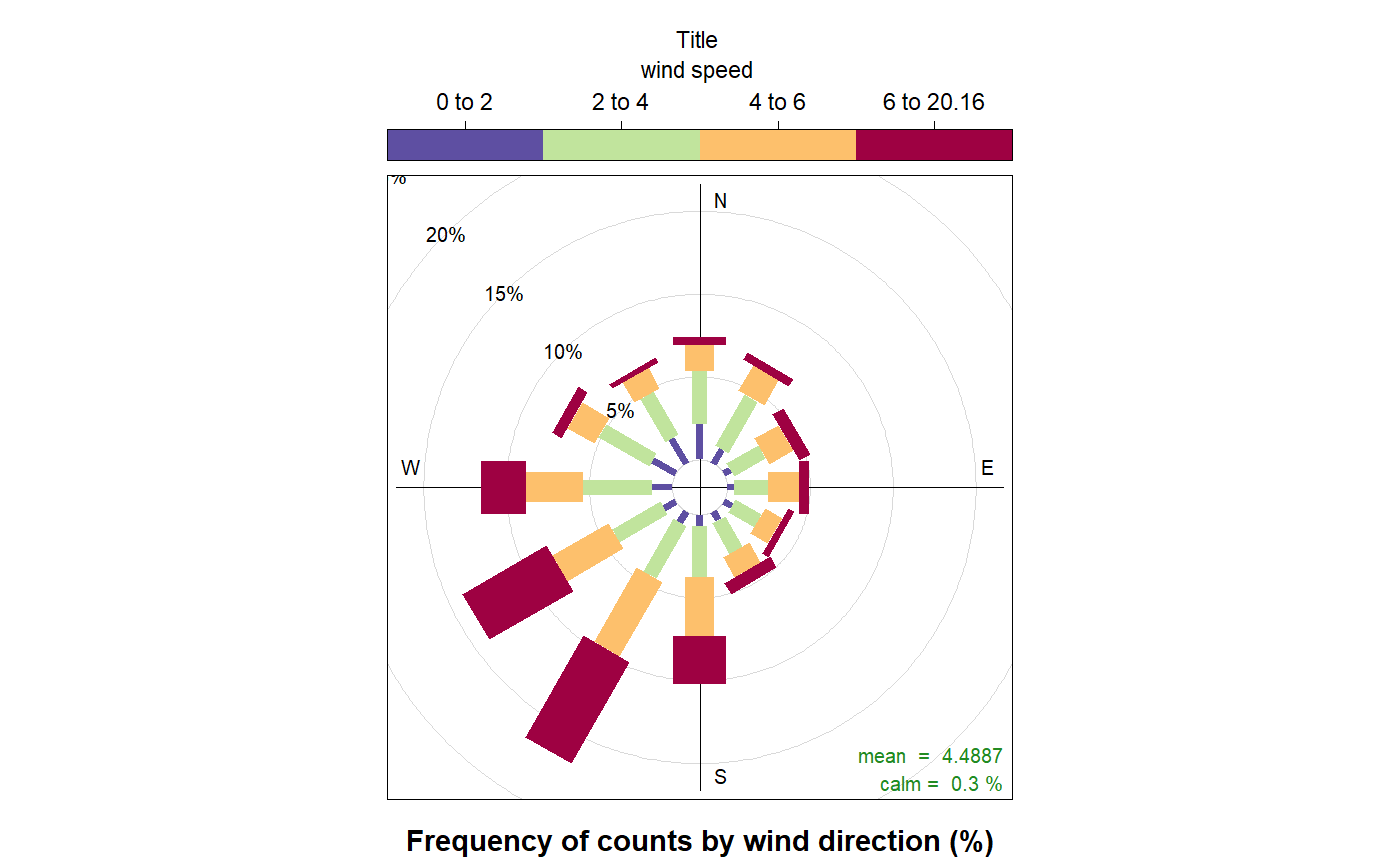 Title
wind speed
0 to 2 2 to 4 4 to 6 6 to 20.16
%
N
20%
15%
10%
5%
W E
mean = 4.4887
S
calm = 0.3 %
Frequency of counts by wind direction (%)